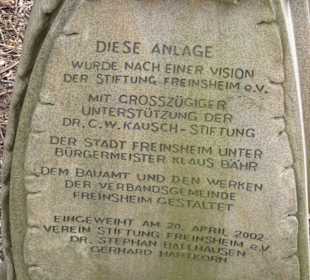 DIESE ANLAGE
WURDE NACH EINER VISION
DER STIFTUNG FREINSHEIM e.V.
MIT GROSSZÜGIGER
UNTERSTÜTZUNG DER
DR. C.W. KAUSCH-STIFTUNG
DER STADT FREINSHEIM UNTER
BÜRGERMEISTER KLAUS BÄHR
DEM BAUAMT UND DEN WERKEN
DER VERBANDSGEMEINDE
FREINSHEIM GESTALTET
EINGEWEIHT AM 20. APRIL 2002
VEREIN STIFTUNG FREINSHEIM e.V.
DR. STEPHAN
GERHARD HARTKORN